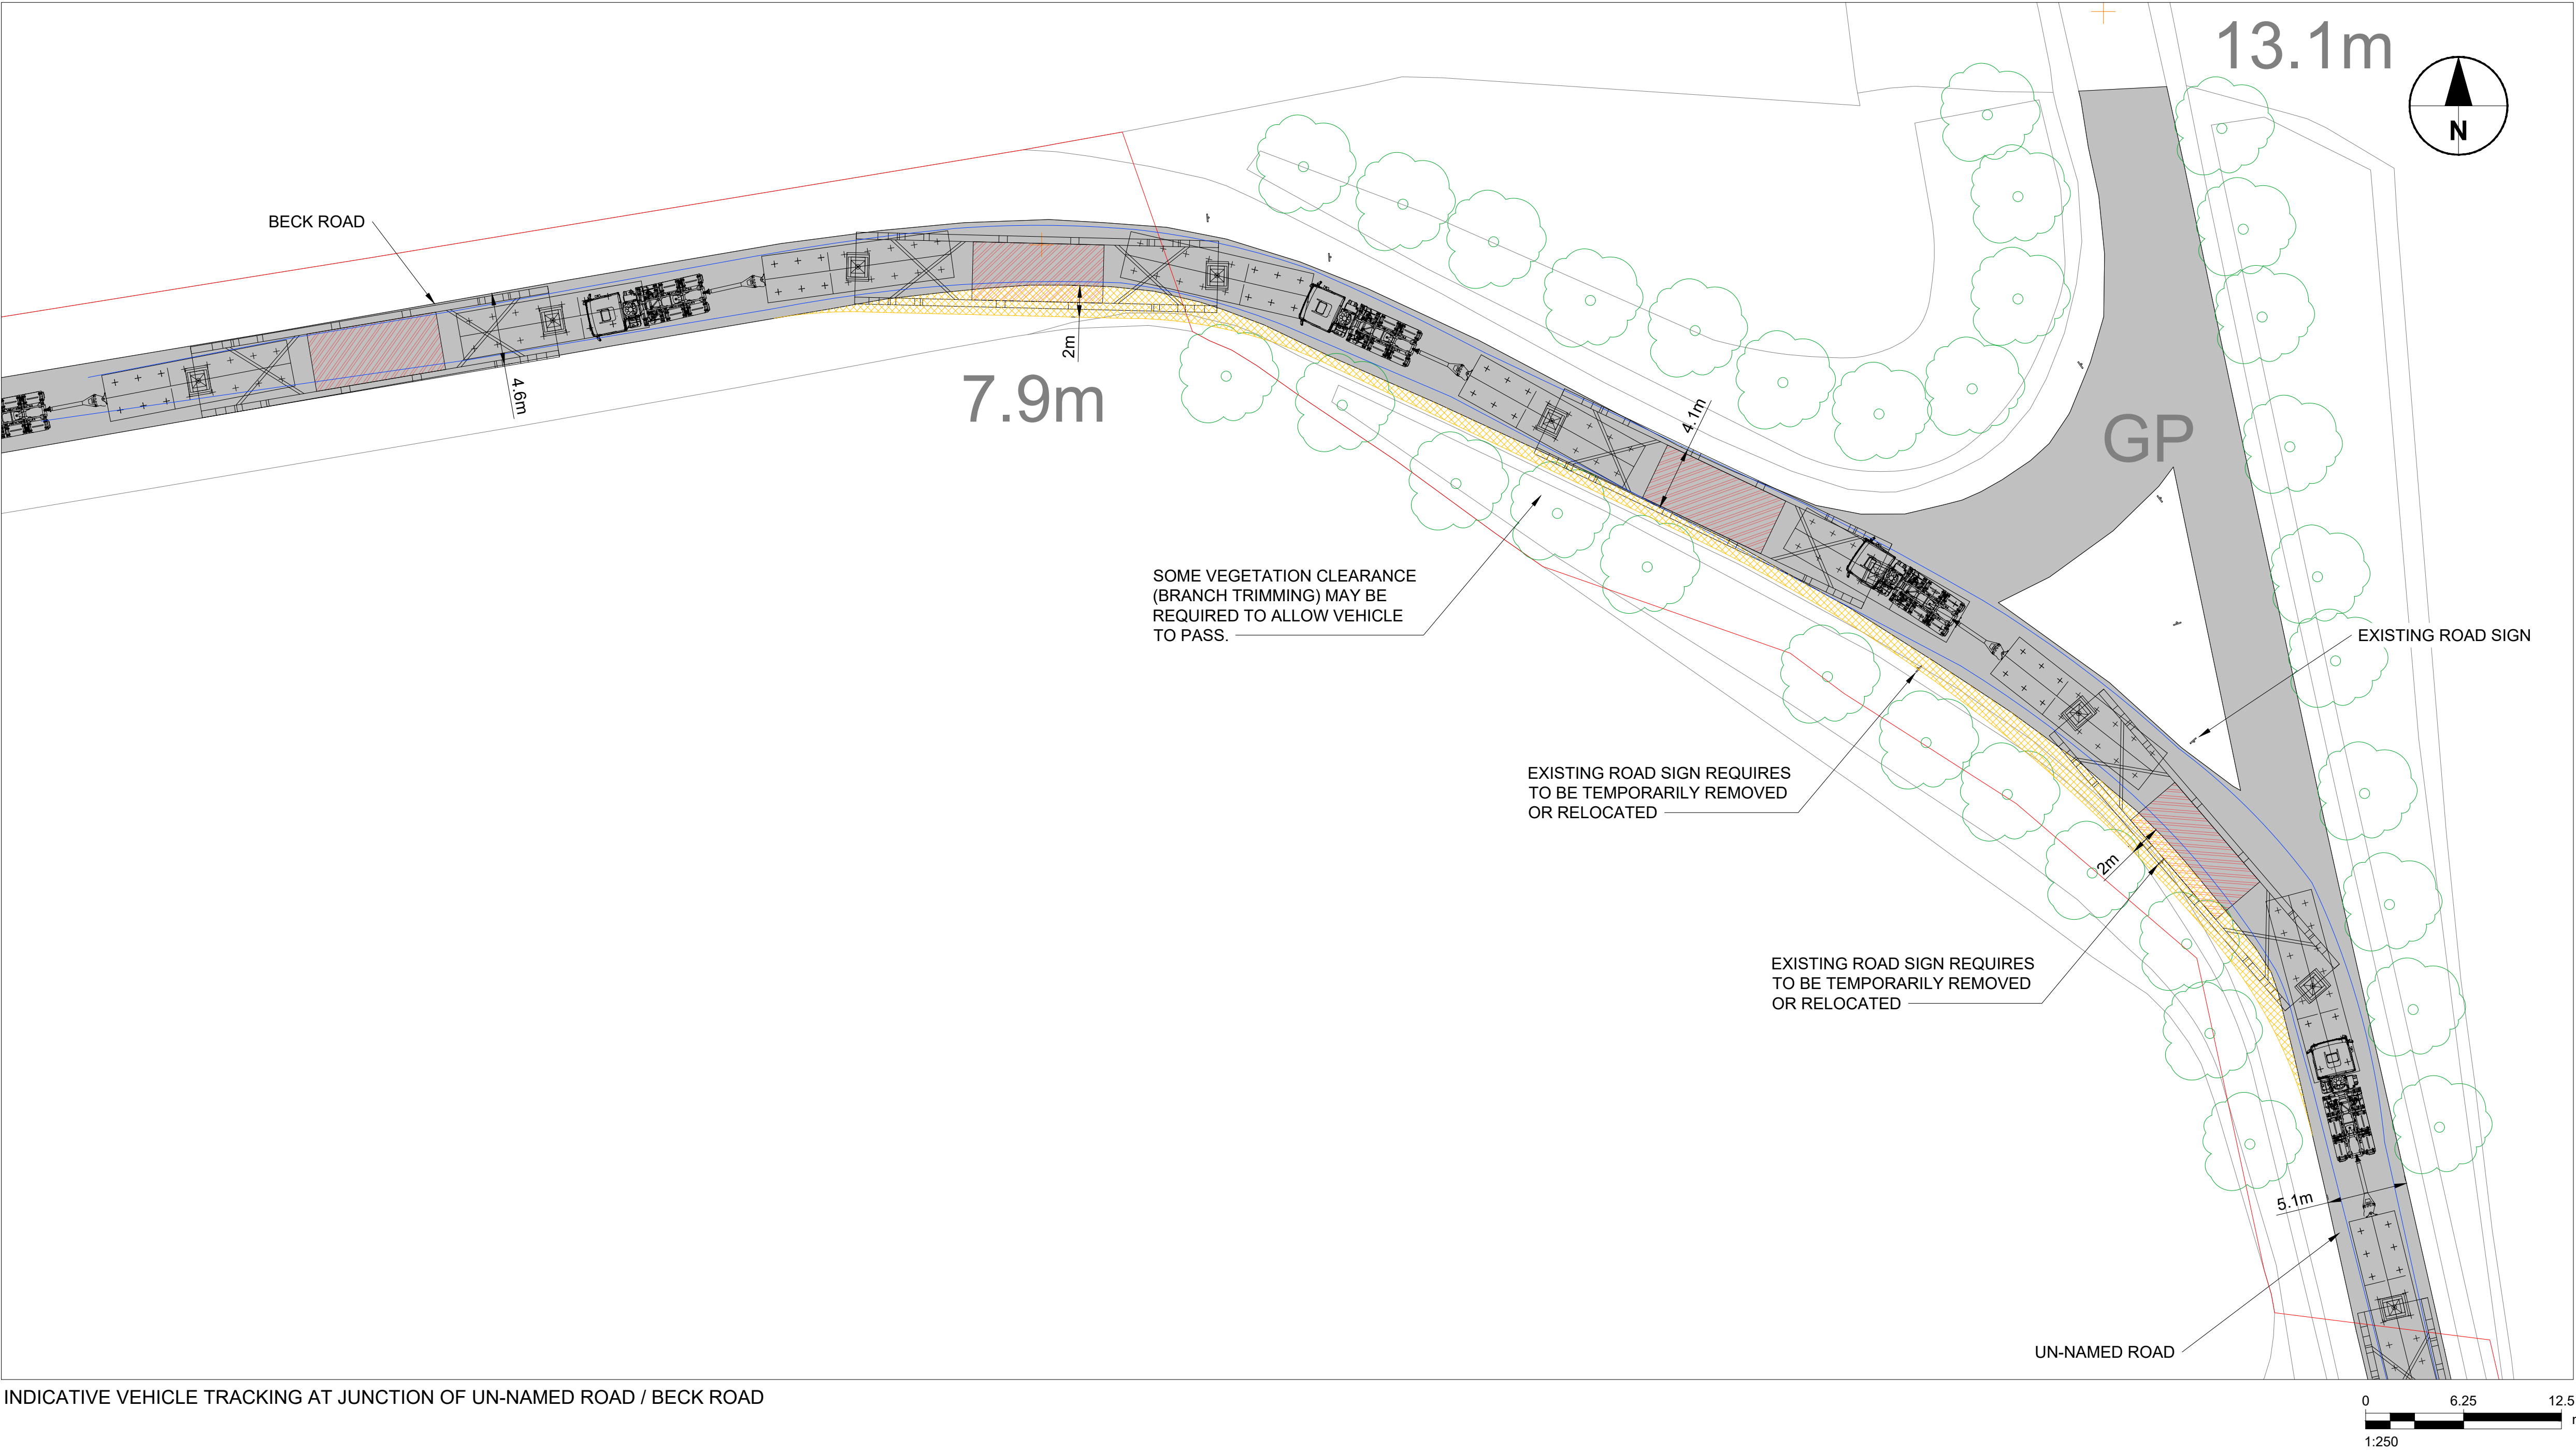 13.1m
N
BECK ROAD
2m
4.6m
7.9m
4.1m
GP
SOME VEGETATION CLEARANCE
(BRANCH TRIMMING) MAY BE
REQUIRED TO ALLOW VEHICLE
TO PASS.
EXISTING ROAD SIGN
EXISTING ROAD SIGN REQUIRES
TO BE TEMPORARILY REMOVED
OR RELOCATED
2m
EXISTING ROAD SIGN REQUIRES
TO BE TEMPORARILY REMOVED
OR RELOCATED
5.1m
UN-NAMED ROAD
INDICATIVE VEHICLE TRACKING AT JUNCTION OF UN-NAMED ROAD / BECK ROAD
0 6.25 12.5
1:250